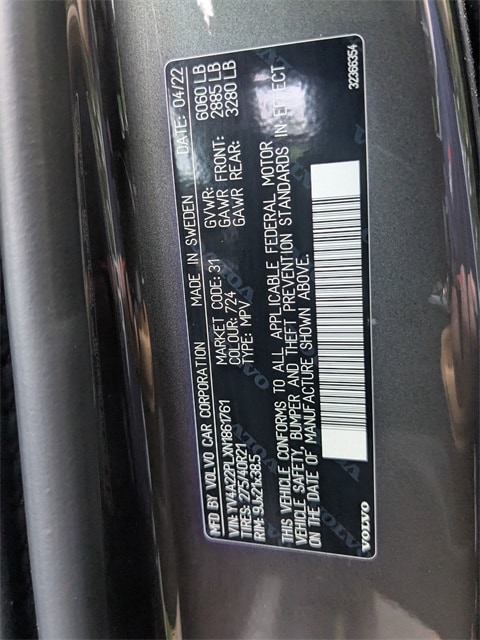 MFD BY VOLVO CAR CORPORATION MADE IN SWEDEN DATE: 04/22
VIN: YV4A22PLXN1861761
TIRES: 275/40R21
RIM: 9Jx21x38.5
MARKET CODE: 31
COLOUR: 724
TYPE: MPV
GVWR: 6060 LB
GAWR FRONT: 2885 LB
GAWR REAR: 3280 LB
THIS VEHICLE CONFORMS TO ALL APPLICABLE FEDERAL MOTOR
VEHICLE SAFETY, BUMPER AND THEFT PREVENTION STANDARDS IN EFFECT
ON THE DATE OF MANUFACTURE SHOWN ABOVE.
VOLVO
32366354